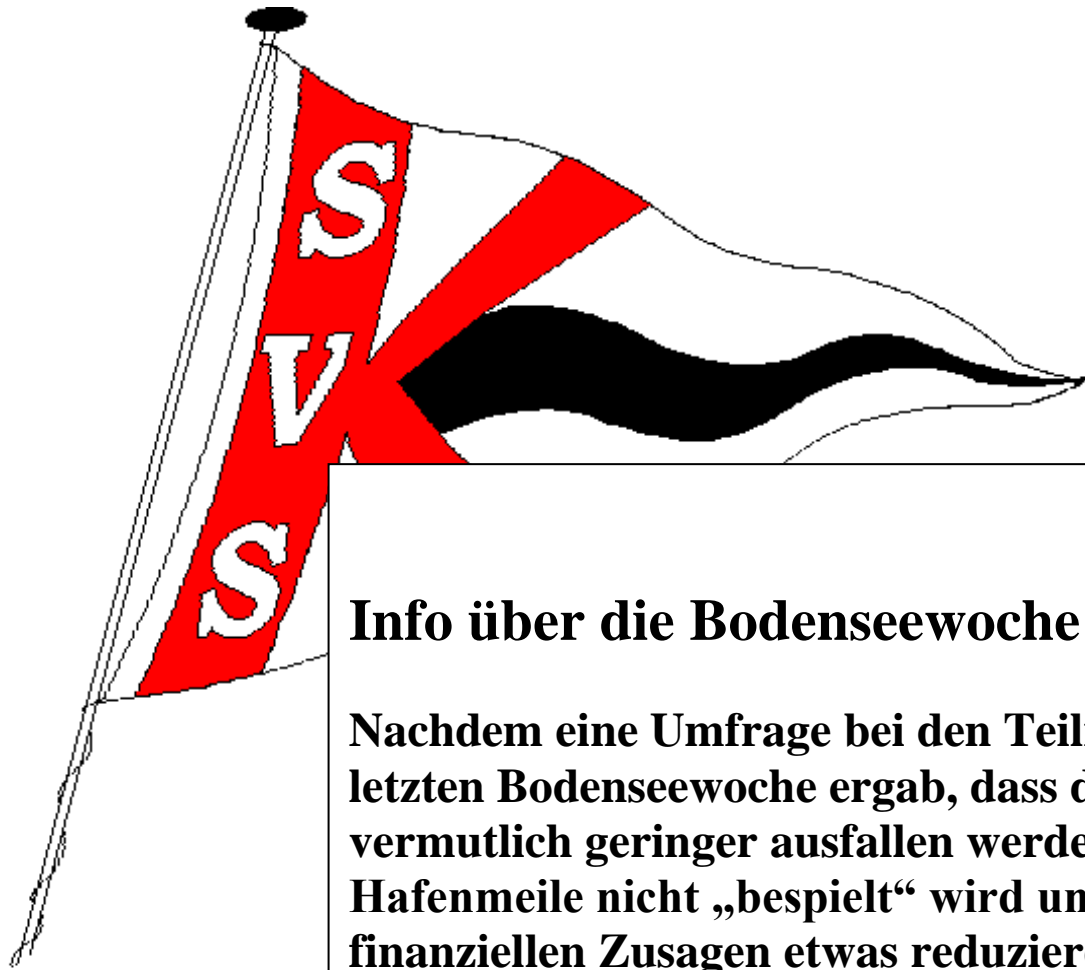 S
V
S
Info über die Bodenseewoche
Nachdem eine Umfrage bei den Teil
letzten Bodenseewoche ergab, dass d
vermutlich geringer ausfallen werde
Hafenmeile nicht „bespielt“ wird un
finanziellen Zusagen etwas reduzier